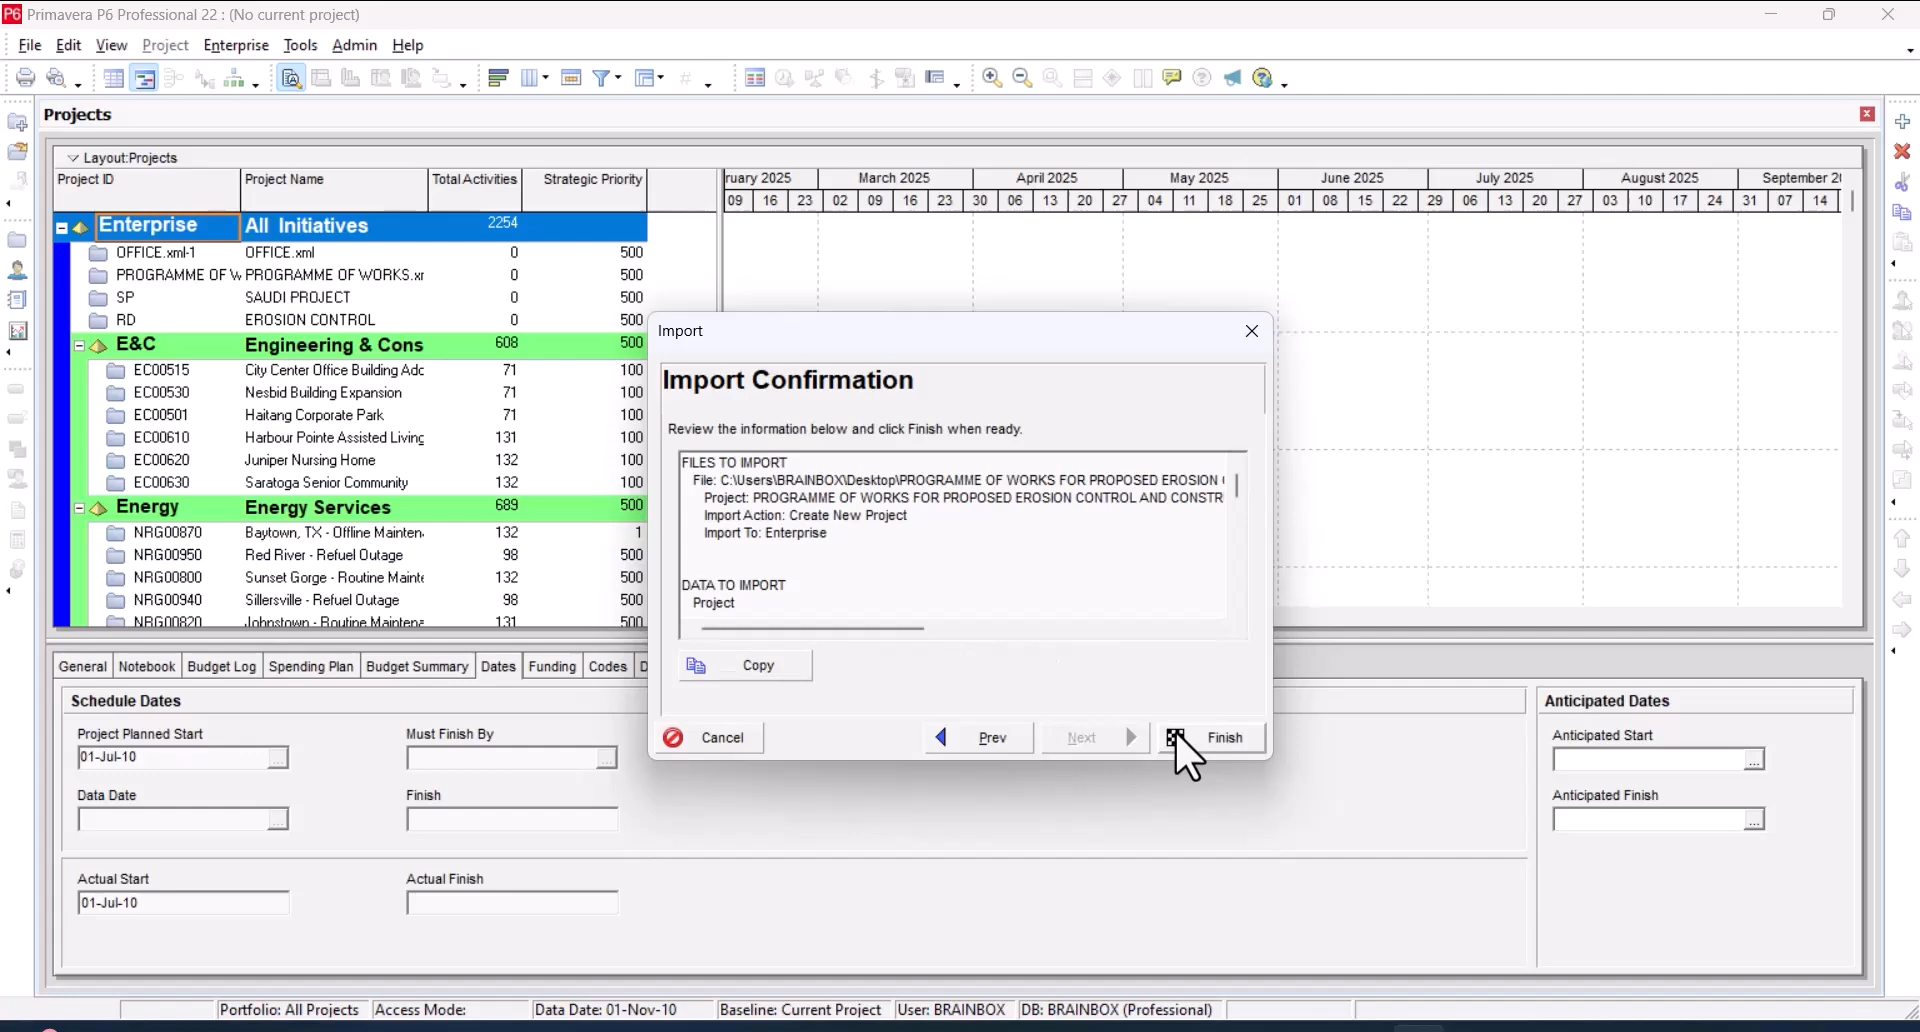 P6 Primavera P6 Professional 22 : (No current project)
File Edit View Project Enterprise Tools Admin Help
Projects
Layout:Projects
Project ID Project Name Total Activities Strategic Priority
ruary 2025 March 2025 April 2025 May 2025 June 2025 July 2025 August 2025 September 2
09 16 23 02 09 16 23 30 06 13 20 27 04 11 18 25 01 08 15 22 29 06 13 20 27 03 10 17 24 31 07 14
Enterprise All Initiatives 2254
OFFICE.xml-1 OFFICE.xml 0 500
PROGRAMME OF W PROGRAMME OF WORKS.xr 0 500
SP SAUDI PROJECT 0 500
RD EROSION CONTROL 0 500
E&C Engineering & Cons 608 500
EC00515 City Center Office Building Adc 71 100
EC00530 Nesbid Building Expansion 71 100
EC00501 Haitang Corporate Park 71 100
EC00610 Harbour Pointe Assisted Living 131 100
EC00620 Juniper Nursing Home 132 100
EC00630 Saratoga Senior Community 132 100
Energy Energy Services 689 500
NRG00870 Baytown, TX - Offline Mainten. 132 1
NRG00950 Red River - Refuel Outage 98 500
NRG00800 Sunset Gorge - Routine Mainte 132 500
NRG00940 Sillersville - Refuel Outage 98 500
NRG00820 Johnstown - Routine Maintena 131 500
Import
Import Confirmation
Review the information below and click Finish when ready.
FILES TO IMPORT
File: C:\Users\BRAINBOX\Desktop\PROGRAMME OF WORKS FOR PROPOSED EROSION
Project: PROGRAMME OF WORKS FOR PROPOSED EROSION CONTROL AND CONSTR
Import Action: Create New Project
Import To: Enterprise
DATA TO IMPORT
Project
Copy
Cancel Prev Next Finish
General Notebook Budget Log Spending Plan Budget Summary Dates Funding Codes D
Schedule Dates
Project Planned Start Must Finish By
01-Jul-10
Data Date Finish
Actual Start Actual Finish
01-Jul-10
Anticipated Dates
Anticipated Start
Anticipated Finish
Portfolio: All Projects Access Mode: Data Date: 01-Nov-10 Baseline: Current Project User: BRAINBOX DB: BRAINBOX (Professional)